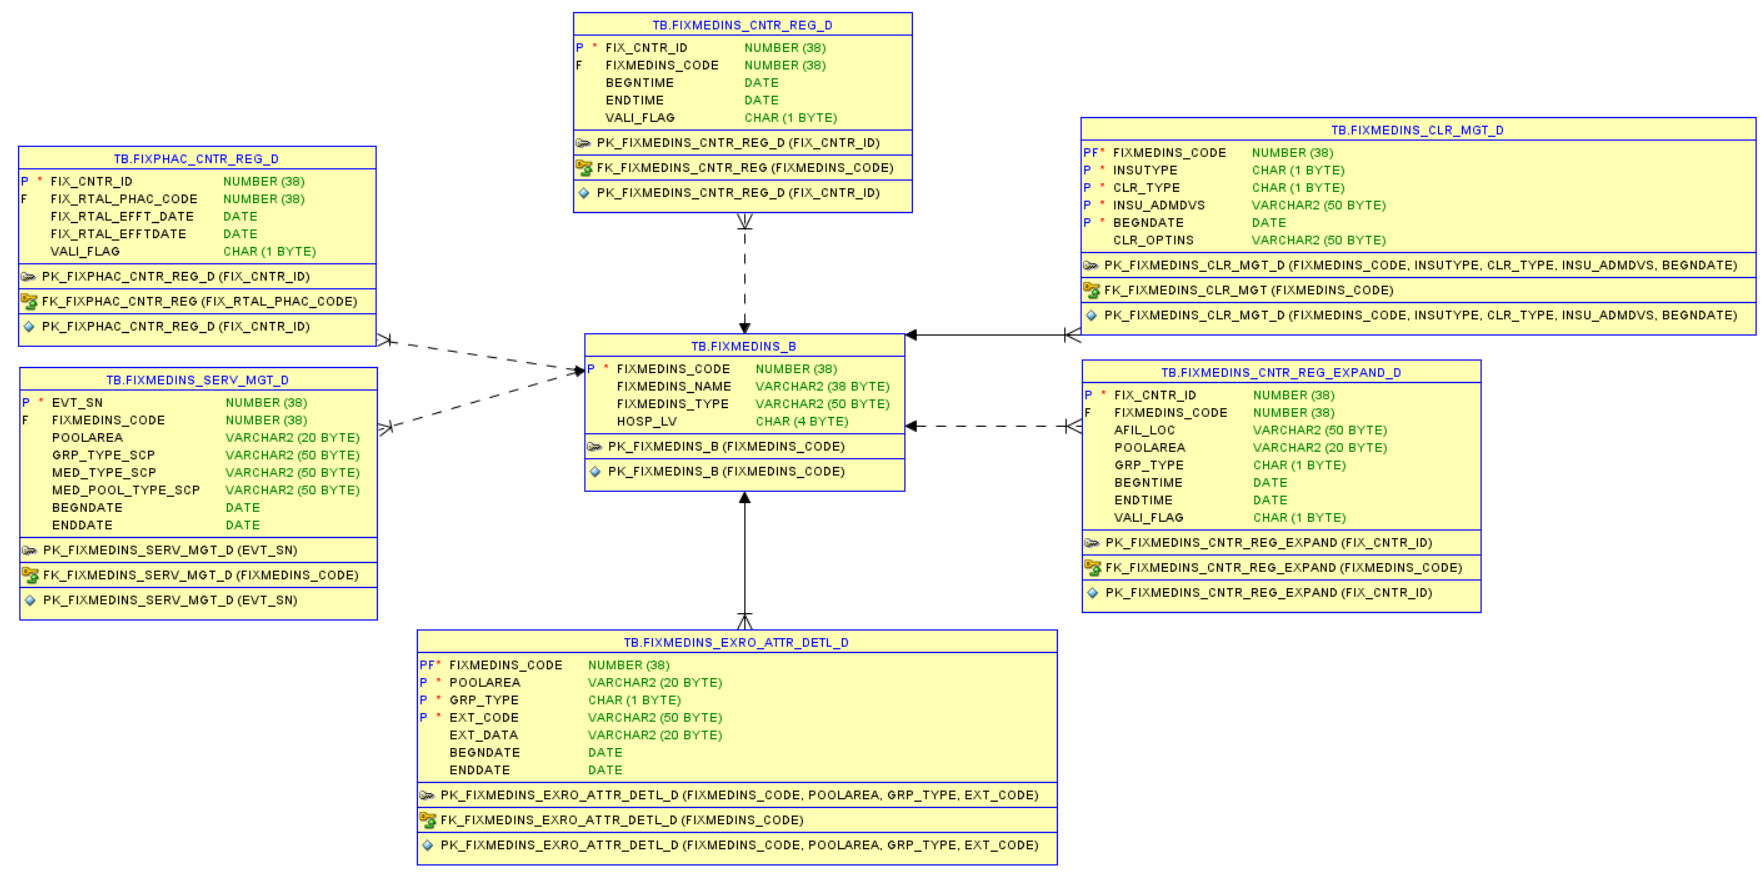 TB.FIXMEDINS_CNTR_REG_D
P * FIX_CNTR_ID NUMBER (38)
F FIXMEDINS_CODE NUMBER (38)
BEGNTIME DATE
ENDTIME DATE
VALI_FLAG CHAR (1 BYTE)
PK_FIXMEDINS_CNTR_REG_D (FIX_CNTR_ID)
FK_FIXMEDINS_CNTR_REG (FIXMEDINS_CODE)
PK_FIXMEDINS_CNTR_REG_D (FIX_CNTR_ID)
TB.FIXPHAC_CNTR_REG_D
P * FIX_CNTR_ID NUMBER (38)
F FIX_RTAL_PHAC_CODE NUMBER (38)
FIX_RTAL_EFFT_DATE DATE
FIX_RTAL_EFFTDATE DATE
VALI_FLAG CHAR (1 BYTE)
PK_FIXPHAC_CNTR_REG_D (FIX_CNTR_ID)
FK_FIXPHAC_CNTR_REG (FIX_RTAL_PHAC_CODE)
PK_FIXPHAC_CNTR_REG_D (FIX_CNTR_ID)
TB.FIXMEDINS_CLR_MGT_D
PF* FIXMEDINS_CODE NUMBER (38)
P * INSUTYPE CHAR (1 BYTE)
P * CLR_TYPE CHAR (1 BYTE)
P * INSU_ADMDVS VARCHAR2 (50 BYTE)
P * BEGNDATE DATE
CLR_OPTINS VARCHAR2 (50 BYTE)
PK_FIXMEDINS_CLR_MGT_D (FIXMEDINS_CODE, INSUTYPE, CLR_TYPE, INSU_ADMDVS, BEGNDATE)
FK_FIXMEDINS_CLR_MGT (FIXMEDINS_CODE)
PK_FIXMEDINS_CLR_MGT_D (FIXMEDINS_CODE, INSUTYPE, CLR_TYPE, INSU_ADMDVS, BEGNDATE)
TB.FIXMEDINS_B
P * FIXMEDINS_CODE NUMBER (38)
FIXMEDINS_NAME VARCHAR2 (38 BYTE)
FIXMEDINS_TYPE VARCHAR2 (50 BYTE)
HOSP_LV CHAR (4 BYTE)
PK_FIXMEDINS_B (FIXMEDINS_CODE)
PK_FIXMEDINS_B (FIXMEDINS_CODE)
TB.FIXMEDINS_SERV_MGT_D
P * EVT_SN NUMBER (38)
F FIXMEDINS_CODE NUMBER (38)
POOLAREA VARCHAR2 (20 BYTE)
GRP_TYPE_SCP VARCHAR2 (50 BYTE)
MED_TYPE_SCP VARCHAR2 (50 BYTE)
MED_POOL_TYPE_SCP VARCHAR2 (50 BYTE)
BEGNDATE DATE
ENDDATE DATE
PK_FIXMEDINS_SERV_MGT_D (EVT_SN)
FK_FIXMEDINS_SERV_MGT_D (FIXMEDINS_CODE)
PK_FIXMEDINS_SERV_MGT_D (EVT_SN)
TB.FIXMEDINS_CNTR_REG_EXPAND_D
P * FIX_CNTR_ID NUMBER (38)
F FIXMEDINS_CODE NUMBER (38)
AFIL_LOC VARCHAR2 (50 BYTE)
POOLAREA VARCHAR2 (20 BYTE)
GRP_TYPE CHAR (1 BYTE)
BEGNTIME DATE
ENDTIME DATE
VALI_FLAG CHAR (1 BYTE)
PK_FIXMEDINS_CNTR_REG_EXPAND (FIX_CNTR_ID)
FK_FIXMEDINS_CNTR_REG_EXPAND (FIXMEDINS_CODE)
PK_FIXMEDINS_CNTR_REG_EXPAND (FIX_CNTR_ID)
TB.FIXMEDINS_EXRO_ATTR_DETL_D
PF* FIXMEDINS_CODE NUMBER (38)
P * POOLAREA VARCHAR2 (20 BYTE)
P * GRP_TYPE CHAR (1 BYTE)
P * EXT_CODE VARCHAR2 (50 BYTE)
EXT_DATA VARCHAR2 (20 BYTE)
BEGNDATE DATE
ENDDATE DATE
PK_FIXMEDINS_EXRO_ATTR_DETL_D (FIXMEDINS_CODE, POOLAREA, GRP_TYPE, EXT_CODE)
FK_FIXMEDINS_EXRO_ATTR_DETL_D (FIXMEDINS_CODE)
PK_FIXMEDINS_EXRO_ATTR_DETL_D (FIXMEDINS_CODE, POOLAREA, GRP_TYPE, EXT_CODE)